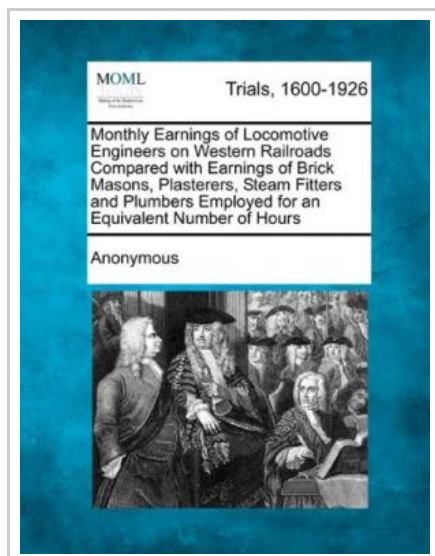 MOML
Trials, 1600-1926
Monthly Earnings of Locomotive
Engineers on Western Railroads
Compared with Earnings of Brick
Masons, Plasterers, Steam Fitters
and Plumbers Employed for an
Equivalent Number of Hours
Anonymous